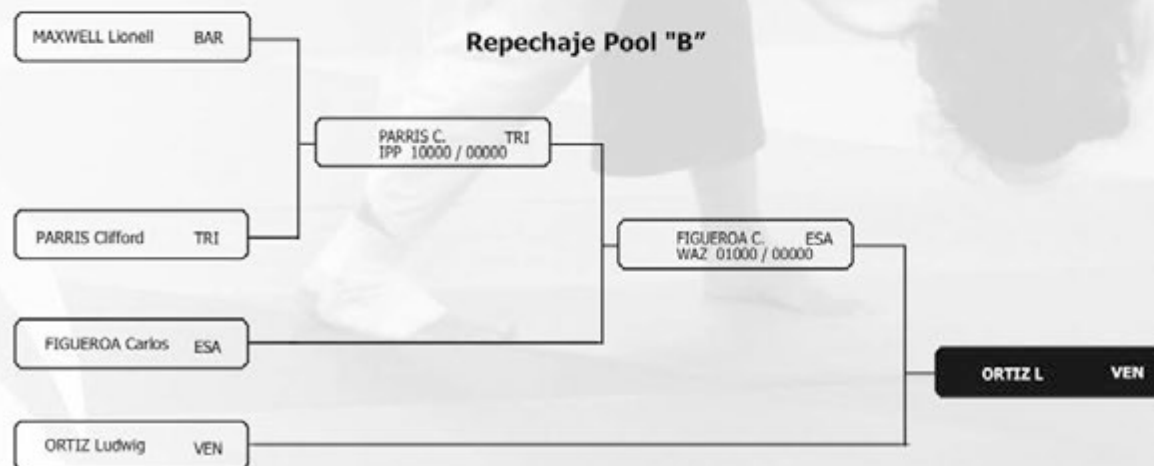 Repechaje Pool "B"
MAXWELL Lionell BAR
PARRIS C. TRI
IPP 10000 / 00000
PARRIS Clifford TRI
FIGUEROA C. ESA
WAZ 01000 / 00000
FIGUEROA Carlos ESA
ORTIZ L VEN
ORTIZ Ludwig VEN